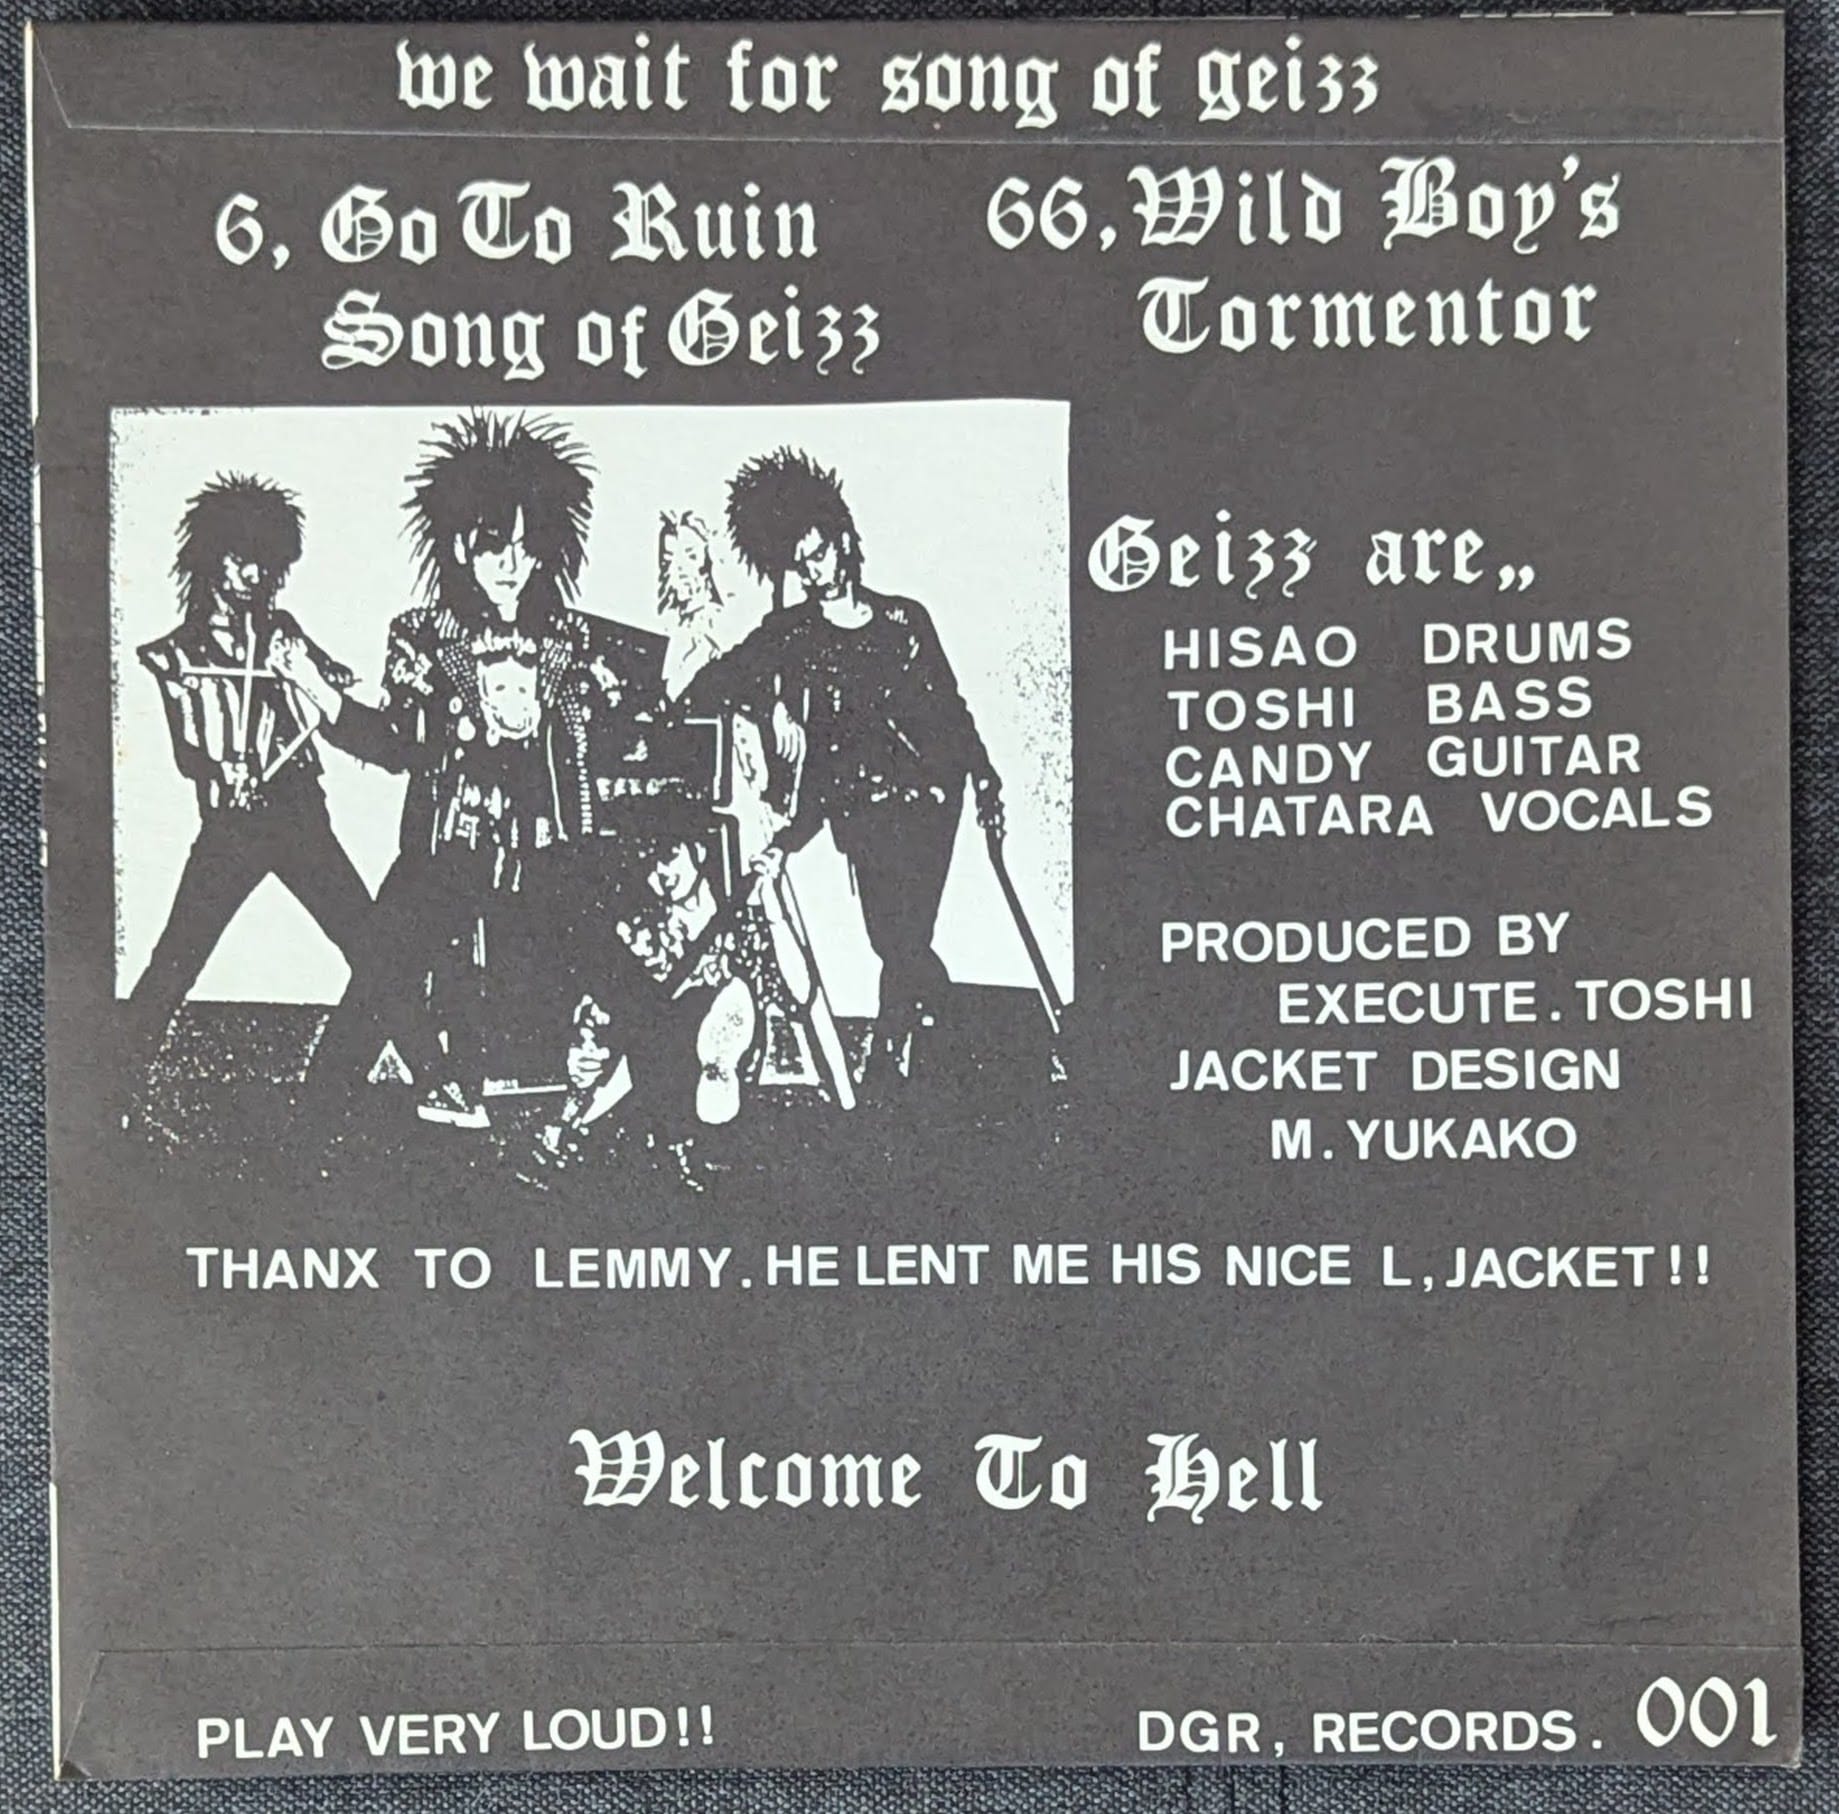 we wait for song of geizz
6, Go To Ruin
Song of Geizz
66, Wild Boy's
Tormentor
Geizz are,,
HISAO DRUMS
TOSHI BASS
CANDY GUITAR
CHATARA VOCALS
PRODUCED BY
EXECUTE. TOSHI
JACKET DESIGN
M. YUKAKO
THANX TO LEMMY. HE LENT ME HIS NICE L, JACKET!!
Welcome To Hell
PLAY VERY LOUD!!
DGR, RECORDS. 001